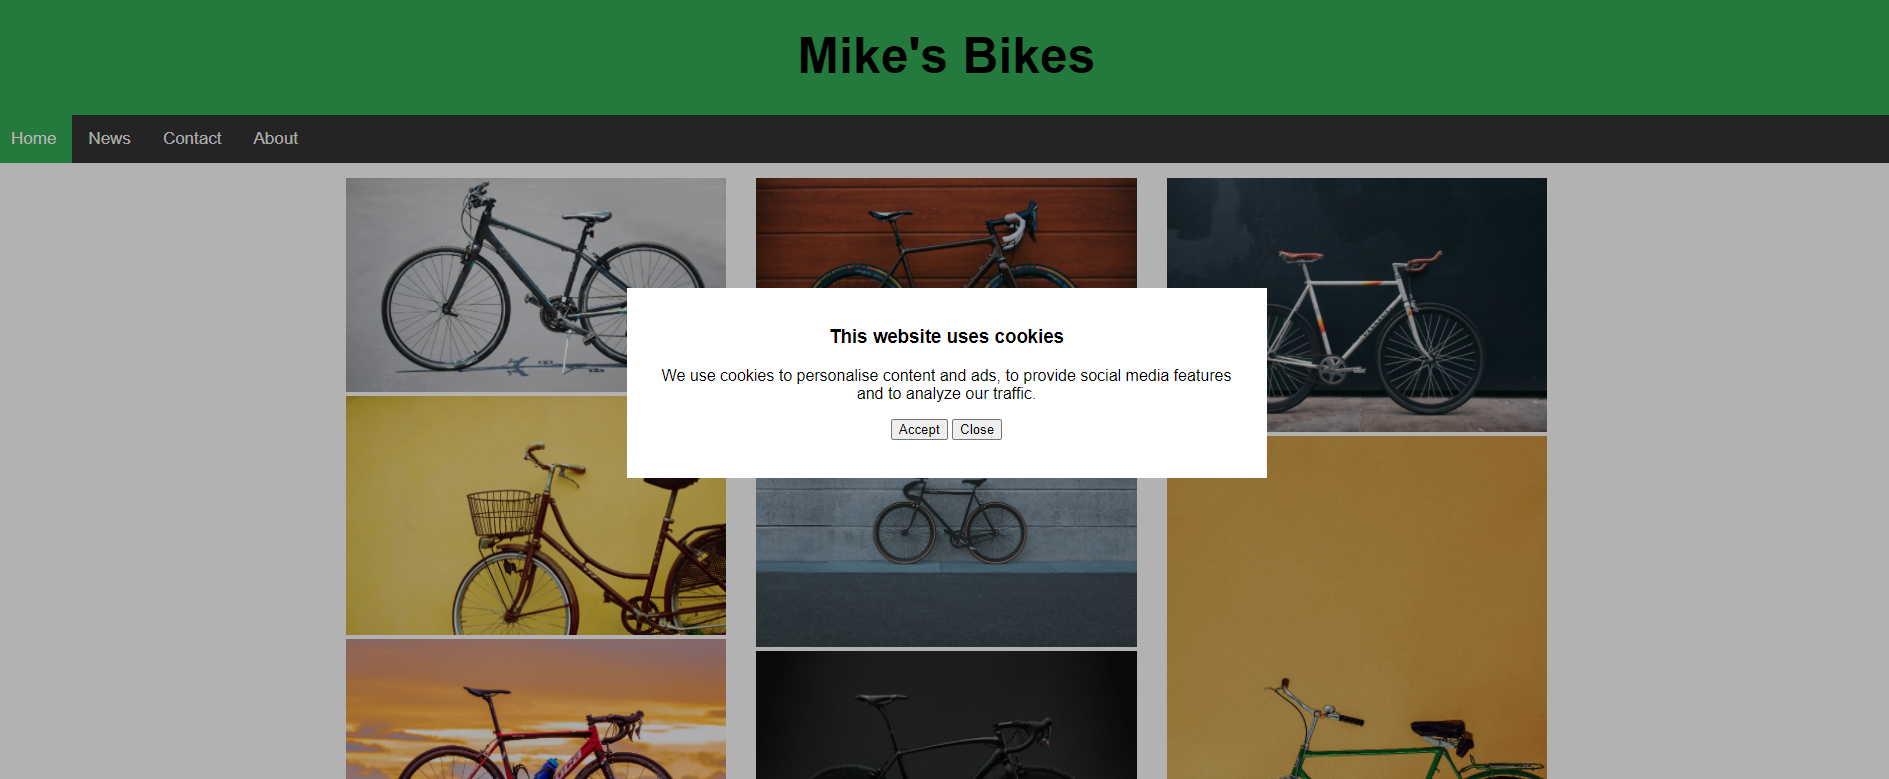 Mike's Bikes
Home News Contact About
This website uses cookies
We use cookies to personalise content and ads, to provide social media features
and to analyze our traffic.
Accept Close